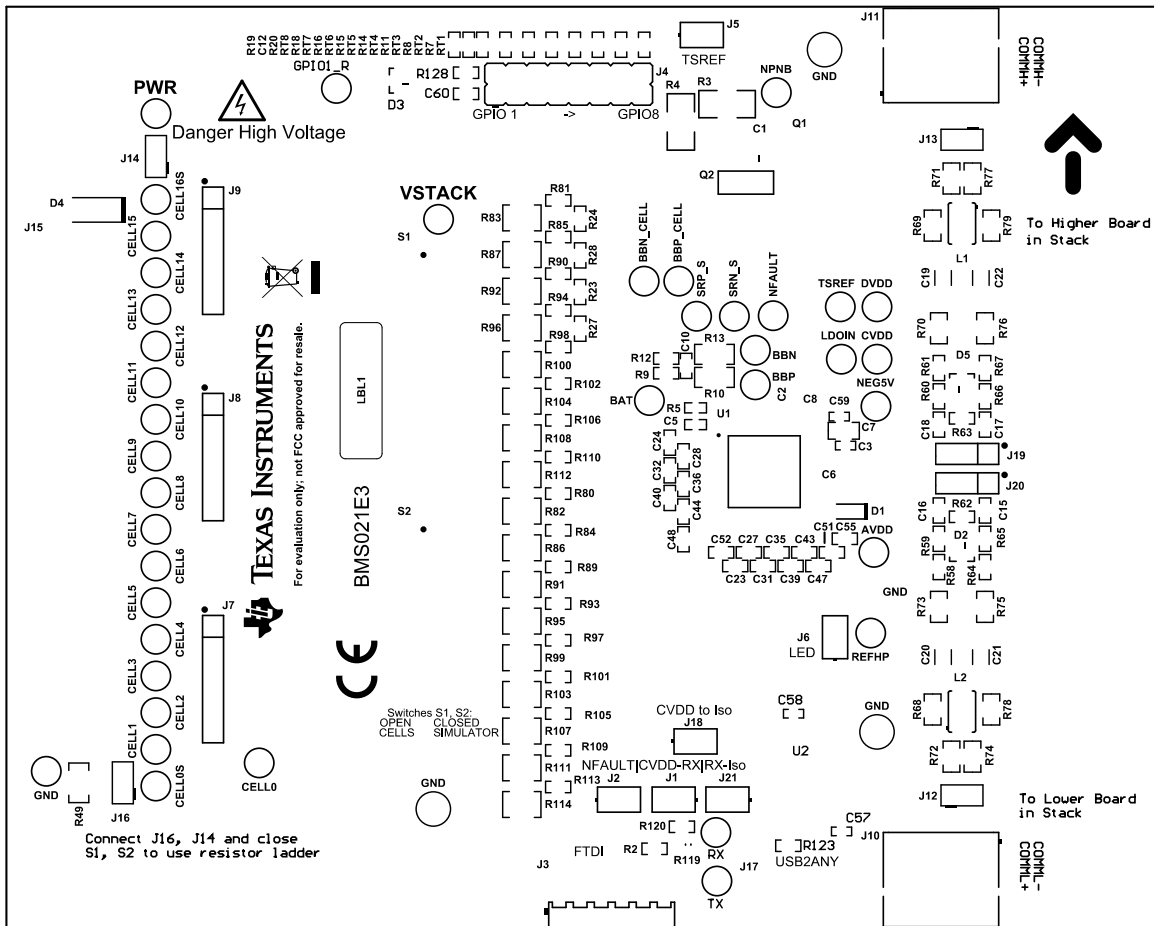 R19
C12
R20
RT8
R18
RT7
R16
RT6
R15
RT5
R14
RT4
R11
RT3
R8
RT2
R7
RT1
GPIO1_R
D3
R128
C60
J4
GPIO 1 -> GPIO8
J5
TSREF
R4
R3
C1
NPNB
Q1
GND
J11
COMMH-
COMMH+
PWR
Danger High Voltage
J14
J13
Q2
R71
R77
R69
R79
L1
To Higher Board
in Stack
D4
J15
CELL16S
CELL15
CELL14
CELL13
CELL12
CELL11
CELL10
CELL9
CELL8
CELL7
CELL6
CELL5
CELL4
CELL3
CELL2
CELL1
CELL0S
J9
J8
J7
VSTACK
S1
S2
LBL1
TEXAS INSTRUMENTS
For evaluation only; not FCC approved for resale.
BMS021E3
CE
R81
R83
R24
R85
R87
R28
R90
R92
R23
R94
R96
R27
R98
R100
R102
R104
R106
R108
R110
R112
R80
R82
R84
R86
R89
R91
R93
R95
R97
R99
R101
R103
R105
R107
R109
R111
R113
R114
BBN_CELL
BBP_CELL
SRP_S
SRN_S
NFAULT
TSREF
DVDD
LDOIN
CVDD
NEG5V
C19
C22
R70
R76
R12
R9
C10
R13
R10
BBN
BBP
C2
BAT
R5
C5
U1
C8
C59
C7
C3
C6
R61
D5
R67
R60
R66
C18
R63
C17
J19
J20
C24
C28
C32
C36
C40
C44
C48
D1
C51
C55
AVDD
C52
C27
C35
C43
C23
C31
C39
C47
C16
R62
C15
R59
D2
R65
R58
R64
GND
R73
R75
J6
LED
REFHP
C20
C21
L2
R68
R78
R72
R74
C58
U2
GND
Switches S1, S2:
OPEN CLOSED
CELLS SIMULATOR
CVDD to Iso
J18
NFAULT|CVDD-RX|RX-Iso
J2
J1
J21
GND
R49
J16
CELL0
GND
J12
To Lower Board
in Stack
Connect J16, J14 and close
S1, S2 to use resistor ladder
R120
R2
R119
RX
TX
J17
FTDI
J3
C57
R123
USB2ANY
J10
COMML-
COMML+